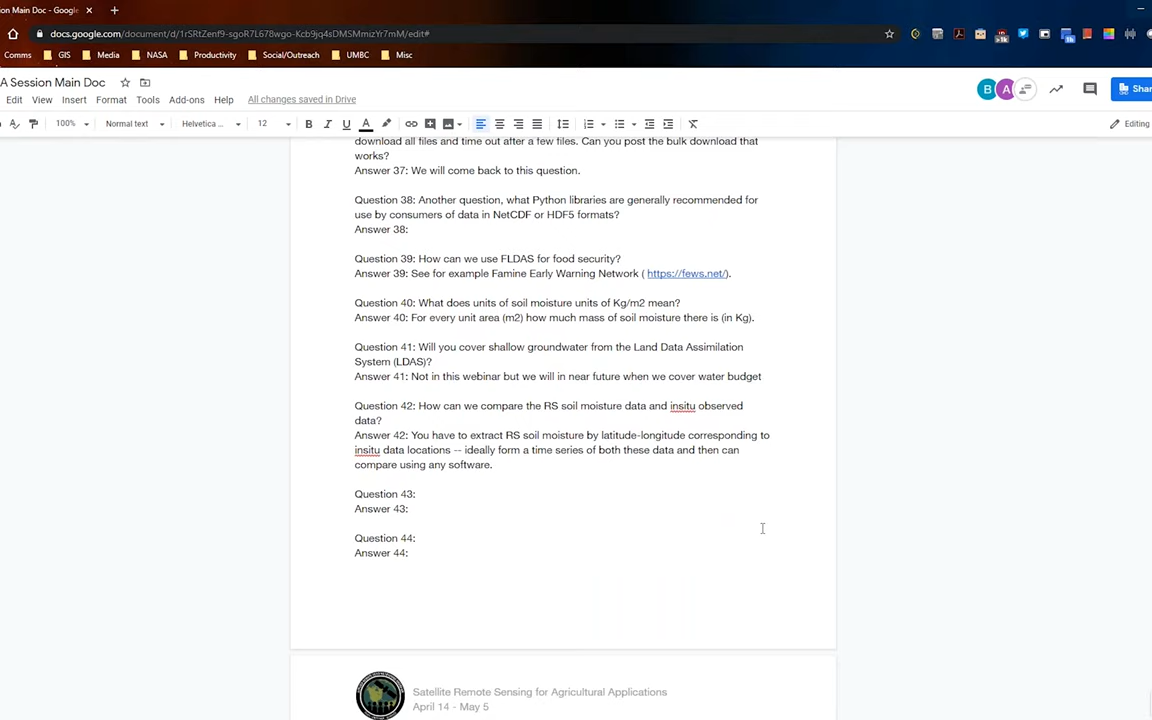 sion Main Doc - Google
docs.google.com/document/d/1rSRtZenf9-sgoR7L678wgo-Kcb9jq4sDMSMmizYr7mM/edit#
Comms GIS Media NASA Productivity Social/Outreach UMBC Misc
A Session Main Doc
Edit View Insert Format Tools Add-ons Help All changes saved in Drive
B A Shar
100% Normal text Helvetica ... 12 B I U A Editing
download all files and time out after a few files. Can you post the bulk download that
works?
Answer 37: We will come back to this question.
Question 38: Another question, what Python libraries are generally recommended for
use by consumers of data in NetCDF or HDF5 formats?
Answer 38:
Question 39: How can we use FLDAS for food security?
Answer 39: See for example Famine Early Warning Network ( https://fews.net/).
Question 40: What does units of soil moisture units of Kg/m2 mean?
Answer 40: For every unit area (m2) how much mass of soil moisture there is (in Kg).
Question 41: Will you cover shallow groundwater from the Land Data Assimilation
System (LDAS)?
Answer 41: Not in this webinar but we will in near future when we cover water budget
Question 42: How can we compare the RS soil moisture data and insitu observed
data?
Answer 42: You have to extract RS soil moisture by latitude-longitude corresponding to
insitu data locations -- ideally form a time series of both these data and then can
compare using any software.
Question 43:
Answer 43:
Question 44:
Answer 44:
Satellite Remote Sensing for Agricultural Applications
April 14 - May 5